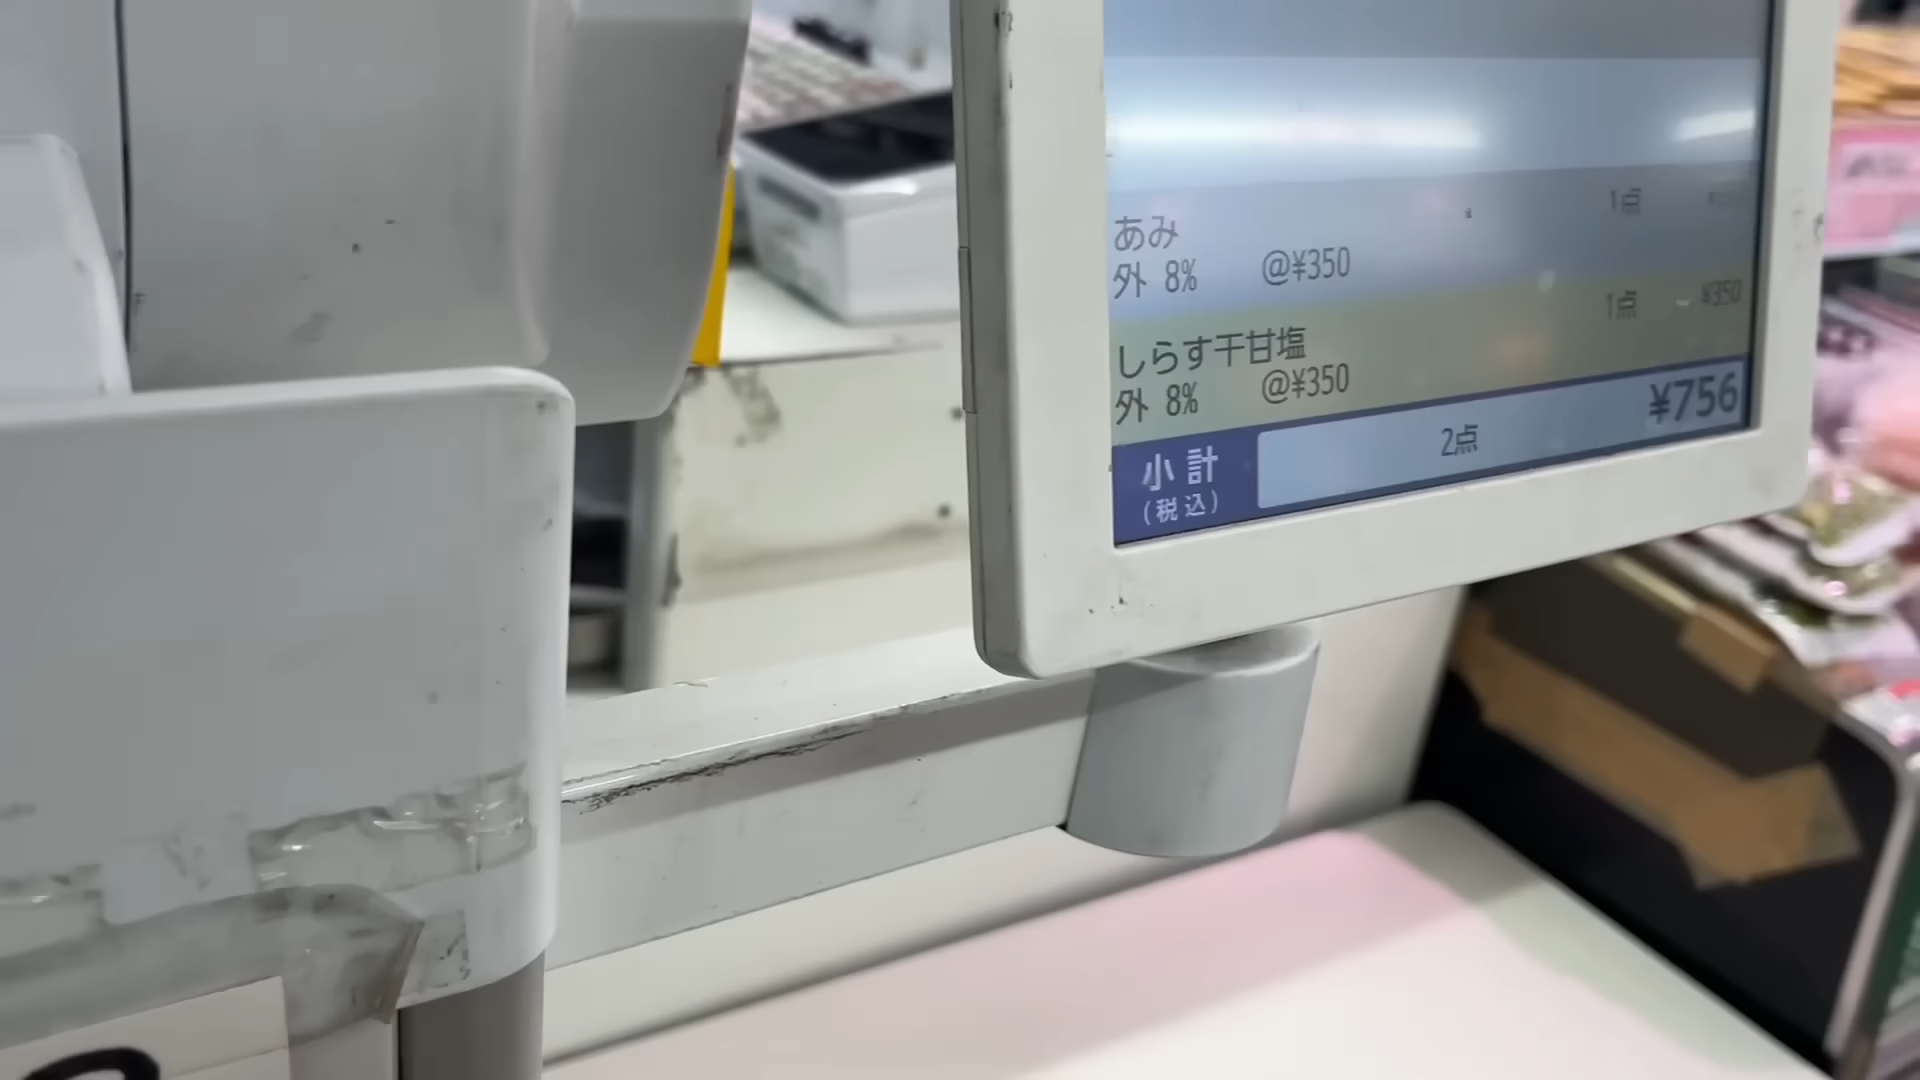 あみ 1点
外 8% @¥350
しらす干甘塩 1点 ¥350
外 8% @¥350
小計 2点 ¥756
(税込)